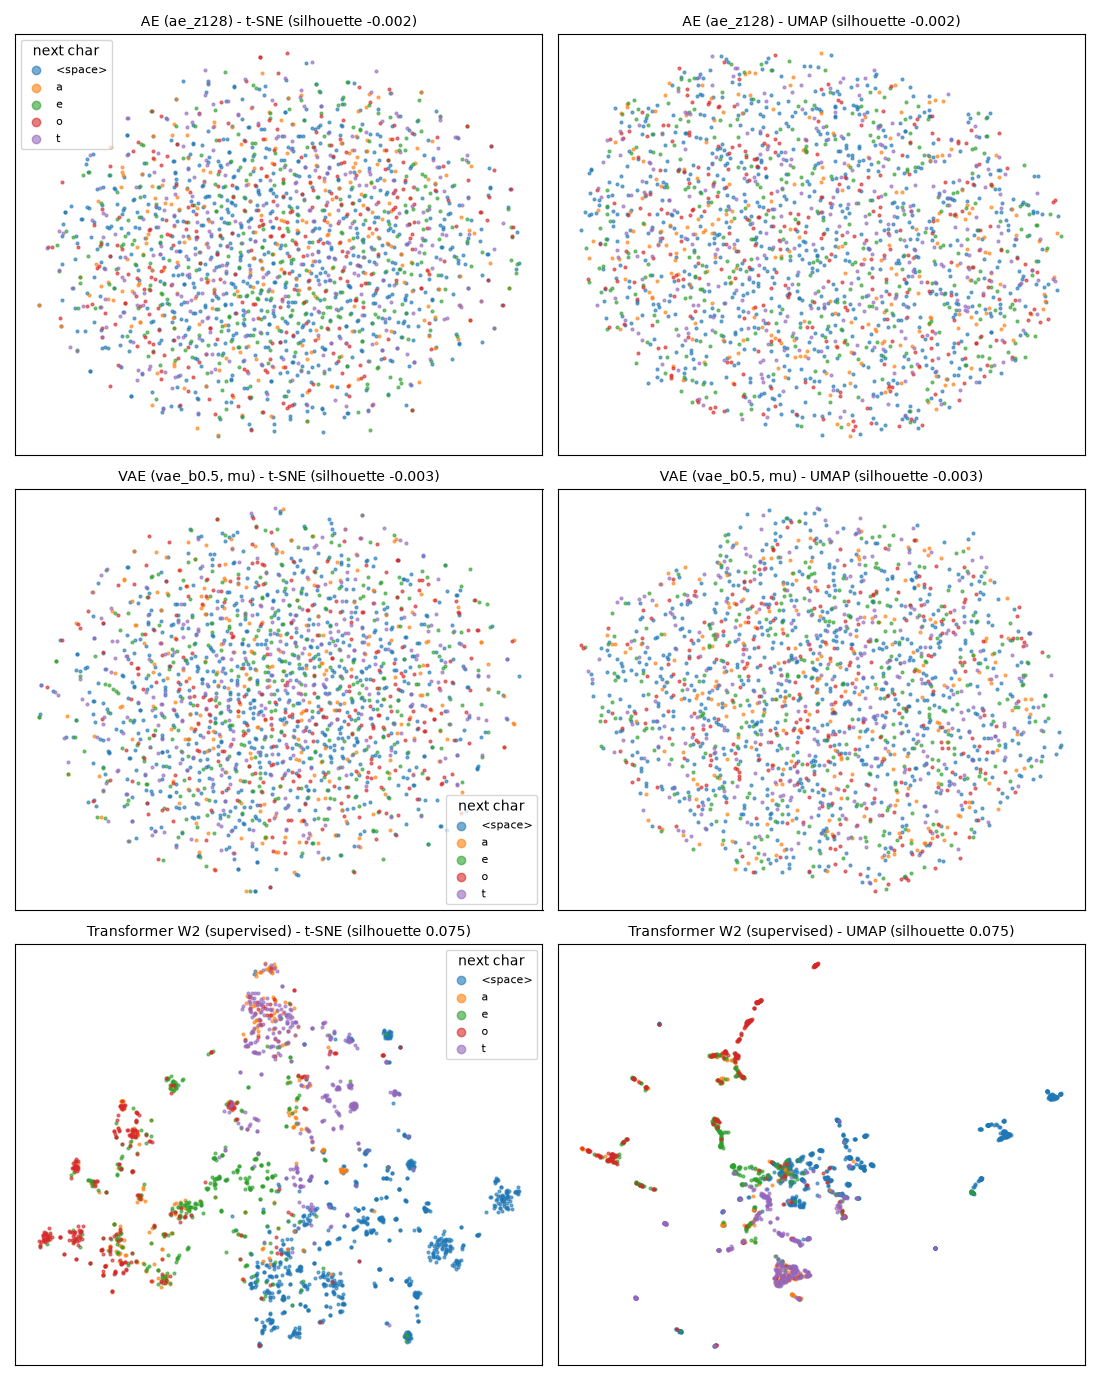 AE (ae_z128) - t-SNE (silhouette -0.002)
next char
<space>
a
e
o
t
AE (ae_z128) - UMAP (silhouette -0.002)
VAE (vae_b0.5, mu) - t-SNE (silhouette -0.003)
next char
<space>
a
e
o
t
VAE (vae_b0.5, mu) - UMAP (silhouette -0.003)
Transformer W2 (supervised) - t-SNE (silhouette 0.075)
next char
<space>
a
e
o
t
Transformer W2 (supervised) - UMAP (silhouette 0.075)